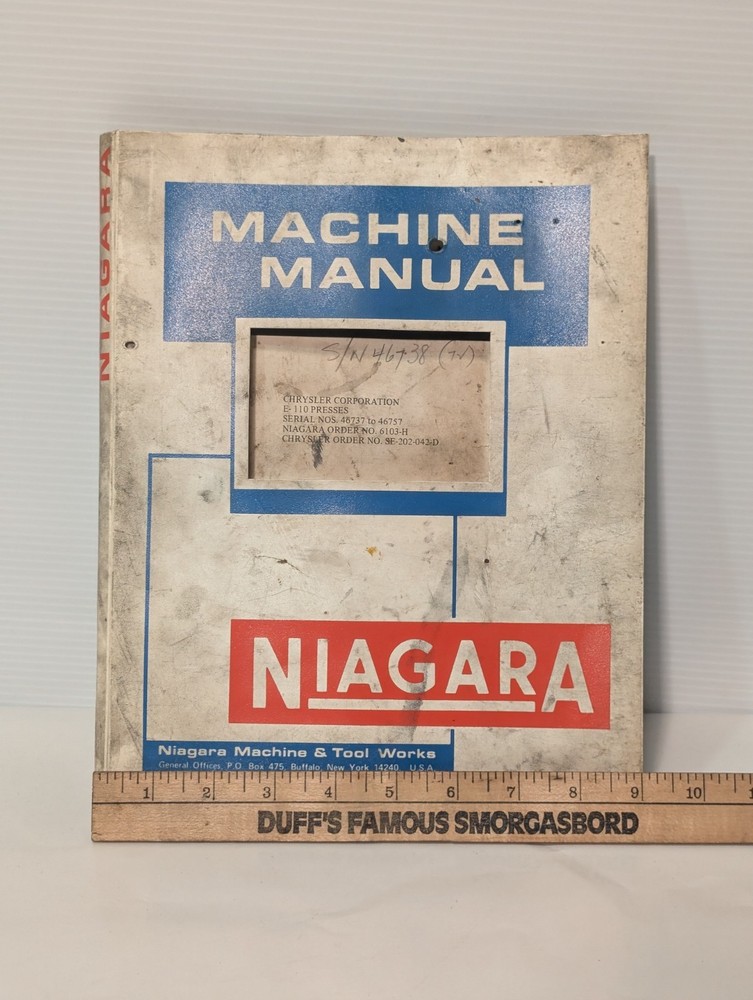 NIAGARA
MACHINE
MANUAL
CHRYSLER CORPORATION
E-110 PRESSES
SERIAL NOS. 46737 to 46757
NIAGARA ORDER NO. 6103-H
CHRYSLER ORDER NO. SE-202-042-D
NIAGARA
Niagara Machine & Tool Works
General Offices, P.O. Box 475, Buffalo, New York 14240, U.S.A.
1 2 3 4 5 6 7 8 9 10
DUFF'S FAMOUS SMORGASBORD